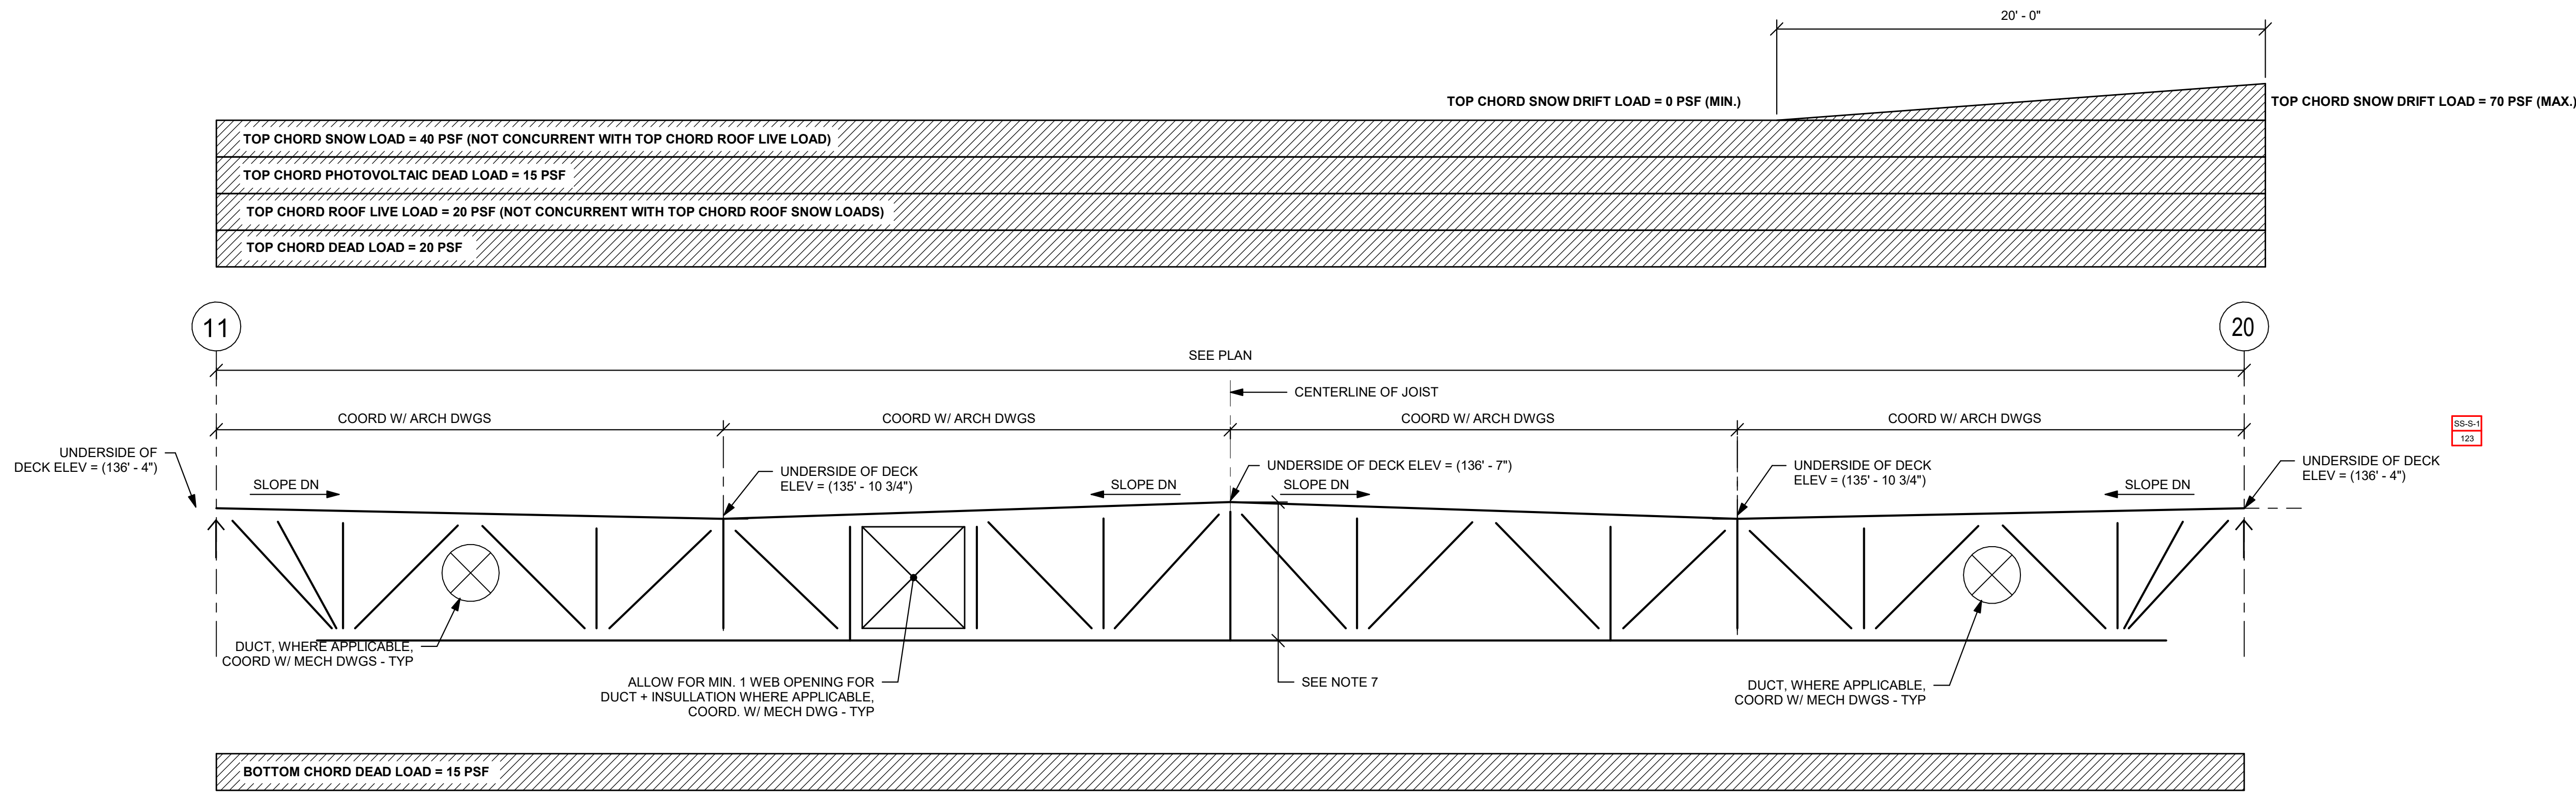 20' - 0"
TOP CHORD SNOW DRIFT LOAD = 0 PSF (MIN.)
TOP CHORD SNOW DRIFT LOAD = 70 PSF (MAX.)
TOP CHORD SNOW LOAD = 40 PSF (NOT CONCURRENT WITH TOP CHORD ROOF LIVE LOAD)
TOP CHORD PHOTOVOLTAIC DEAD LOAD = 15 PSF
TOP CHORD ROOF LIVE LOAD = 20 PSF (NOT CONCURRENT WITH TOP CHORD ROOF SNOW LOADS)
TOP CHORD DEAD LOAD = 20 PSF
11
20
SEE PLAN
CENTERLINE OF JOIST
COORD W/ ARCH DWGS
COORD W/ ARCH DWGS
COORD W/ ARCH DWGS
COORD W/ ARCH DWGS
SS-S-1
123
UNDERSIDE OF
DECK ELEV = (136' - 4")
UNDERSIDE OF DECK
ELEV = (135' - 10 3/4")
UNDERSIDE OF DECK ELEV = (136' - 7")
UNDERSIDE OF DECK
ELEV = (135' - 10 3/4")
UNDERSIDE OF DECK
ELEV = (136' - 4")
SLOPE DN
SLOPE DN
SLOPE DN
SLOPE DN
DUCT, WHERE APPLICABLE,
COORD W/ MECH DWGS - TYP
ALLOW FOR MIN. 1 WEB OPENING FOR
DUCT + INSULLATION WHERE APPLICABLE,
COORD. W/ MECH DWG - TYP
SEE NOTE 7
DUCT, WHERE APPLICABLE,
COORD W/ MECH DWGS - TYP
BOTTOM CHORD DEAD LOAD = 15 PSF